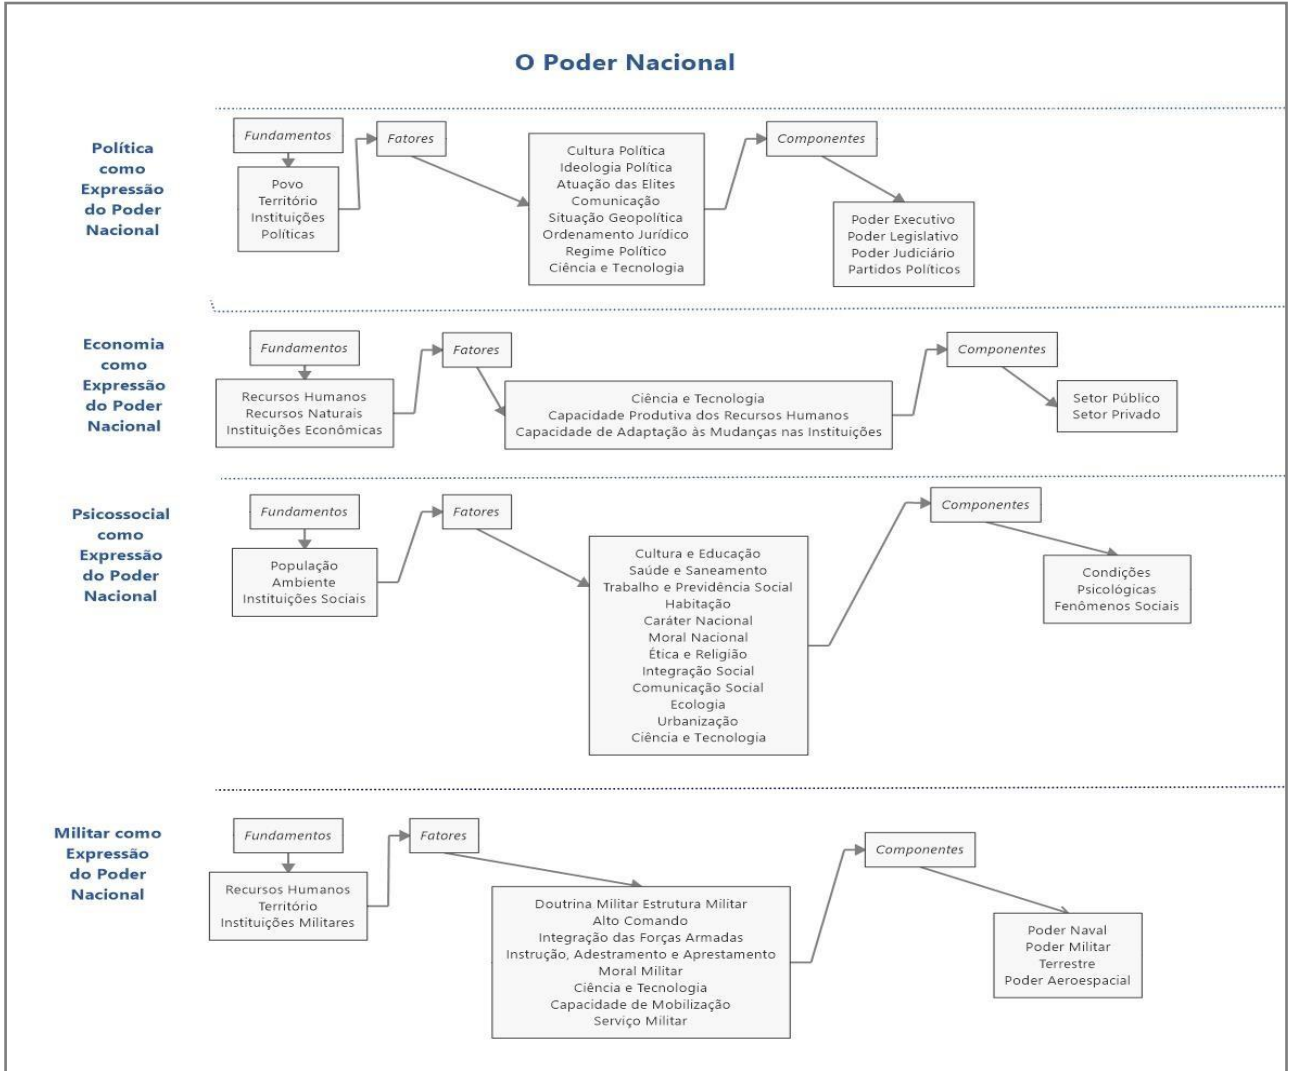 O Poder Nacional
Política
como
Expressão
do Poder
Nacional
Fundamentos
Povo
Território
Instituições
Políticas
Fatores
Cultura Política
Ideologia Política
Atuação das Elites
Comunicação
Situação Geopolítica
Ordenamento Jurídico
Regime Político
Ciência e Tecnologia
Componentes
Poder Executivo
Poder Legislativo
Poder Judiciário
Partidos Políticos
Economia
como
Expressão
do Poder
Nacional
Fundamentos
Recursos Humanos
Recursos Naturais
Instituições Econômicas
Fatores
Ciência e Tecnologia
Capacidade Produtiva dos Recursos Humanos
Capacidade de Adaptação às Mudanças nas Instituições
Componentes
Setor Público
Setor Privado
Psicossocial
como
Expressão
do Poder
Nacional
Fundamentos
População
Ambiente
Instituições Sociais
Fatores
Cultura e Educação
Saúde e Saneamento
Trabalho e Previdência Social
Habitação
Caráter Nacional
Moral Nacional
Ética e Religião
Integração Social
Comunicação Social
Ecologia
Urbanização
Ciência e Tecnologia
Componentes
Condições
Psicológicas
Fenômenos Sociais
Militar como
Expressão
do Poder
Nacional
Fundamentos
Recursos Humanos
Território
Instituições Militares
Fatores
Doutrina Militar Estrutura Militar
Alto Comando
Integração das Forças Armadas
Instrução, Adestramento e Aprestamento
Moral Militar
Ciência e Tecnologia
Capacidade de Mobilização
Serviço Militar
Componentes
Poder Naval
Poder Militar
Terrestre
Poder Aeroespacial